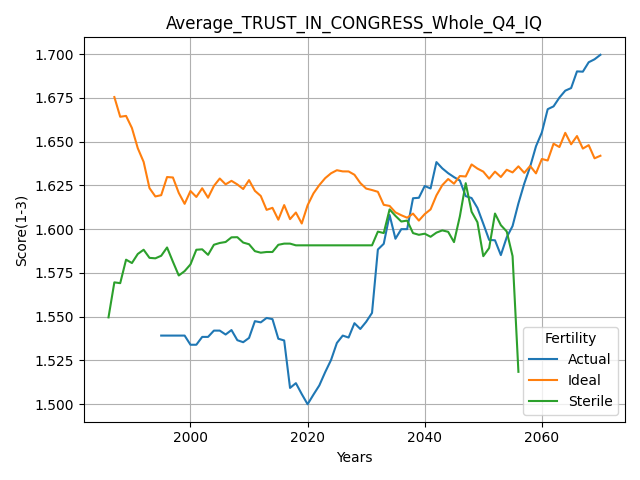 Average_TRUST_IN_CONGRESS_Whole_Q4_IQ
Score(1-3)
1.700
1.675
1.650
1.625
1.600
1.575
1.550
1.525
1.500
2000
2020
2040
2060
Years
Fertility
Actual
Ideal
Sterile